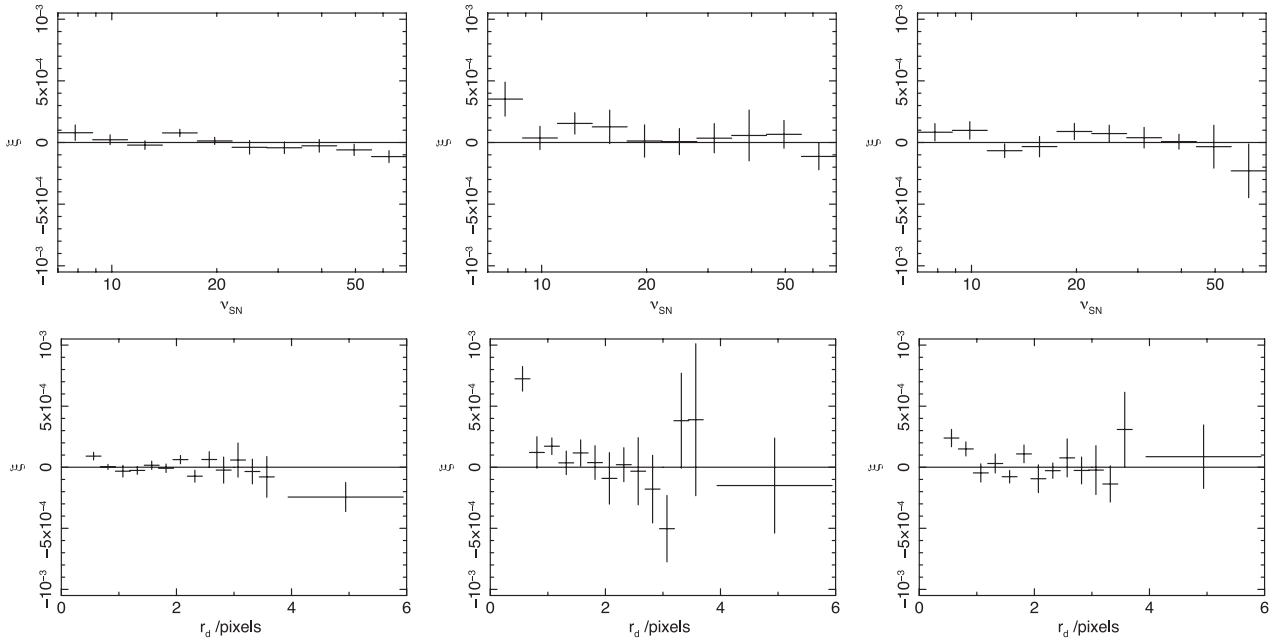 10⁻³
5×10⁻⁴
0
−5×10⁻⁴
−10⁻³
ξ
10 20 50
ν_SN
10⁻³
5×10⁻⁴
0
−5×10⁻⁴
−10⁻³
ξ
10 20 50
ν_SN
10⁻³
5×10⁻⁴
0
−5×10⁻⁴
−10⁻³
ξ
10 20 50
ν_SN
10⁻³
5×10⁻⁴
0
−5×10⁻⁴
−10⁻³
ξ
0 2 4 6
r_d /pixels
10⁻³
5×10⁻⁴
0
−5×10⁻⁴
−10⁻³
ξ
0 2 4 6
r_d /pixels
10⁻³
5×10⁻⁴
0
−5×10⁻⁴
−10⁻³
ξ
0 2 4 6
r_d /pixels